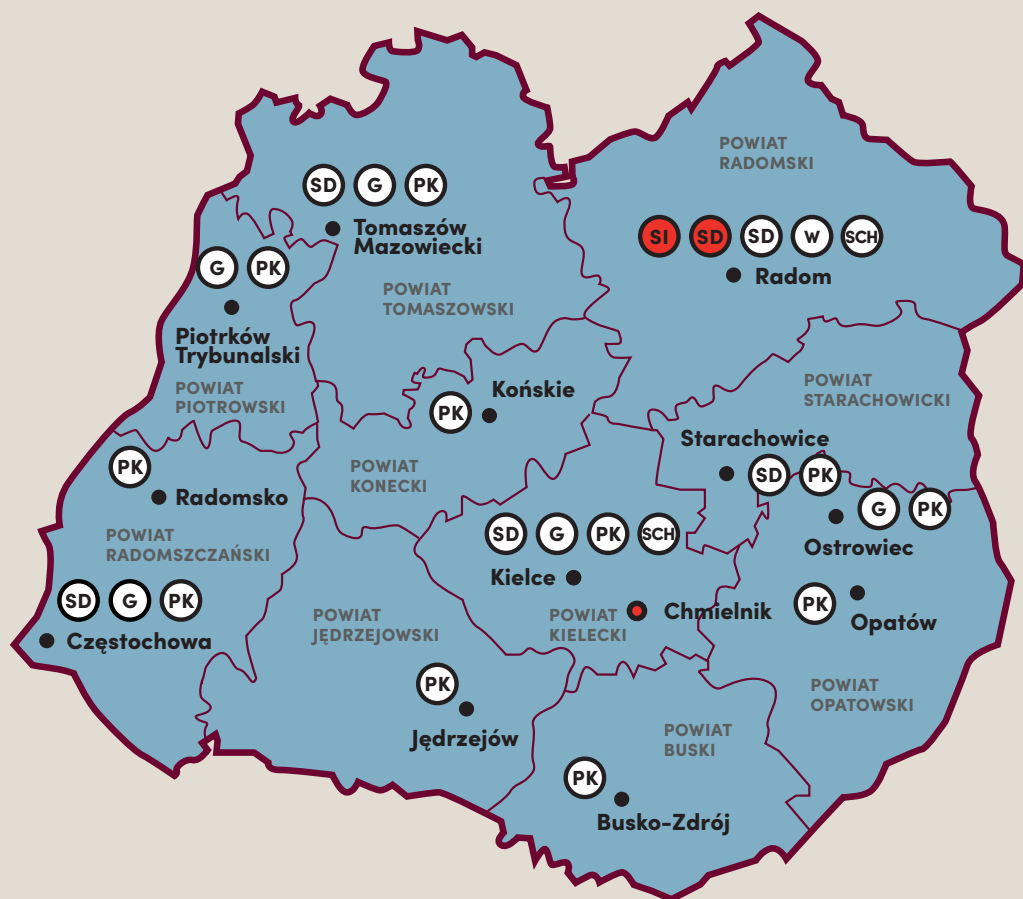 POWIAT
RADOMSKI
SD G PK
Tomaszów
Mazowiecki
SI SD SD W SCH
Radom
G PK
Piotrków
Trybunalski
POWIAT
TOMASZOWSKI
POWIAT
PIOTROWSKI
PK
Końskie
POWIAT
STARACHOWICKI
Starachowice
SD PK
PK
Radomsko
POWIAT
KONECKI
G PK
Ostrowiec
POWIAT
RADOMSZCZAŃSKI
SD G PK SCH
Kielce
SD G PK
Częstochowa
POWIAT
JĘDRZEJOWSKI
POWIAT
KIELECKI
Chmielnik
PK
Opatów
PK
Jędrzejów
POWIAT
OPATOWSKI
POWIAT
BUSKI
PK
Busko-Zdrój